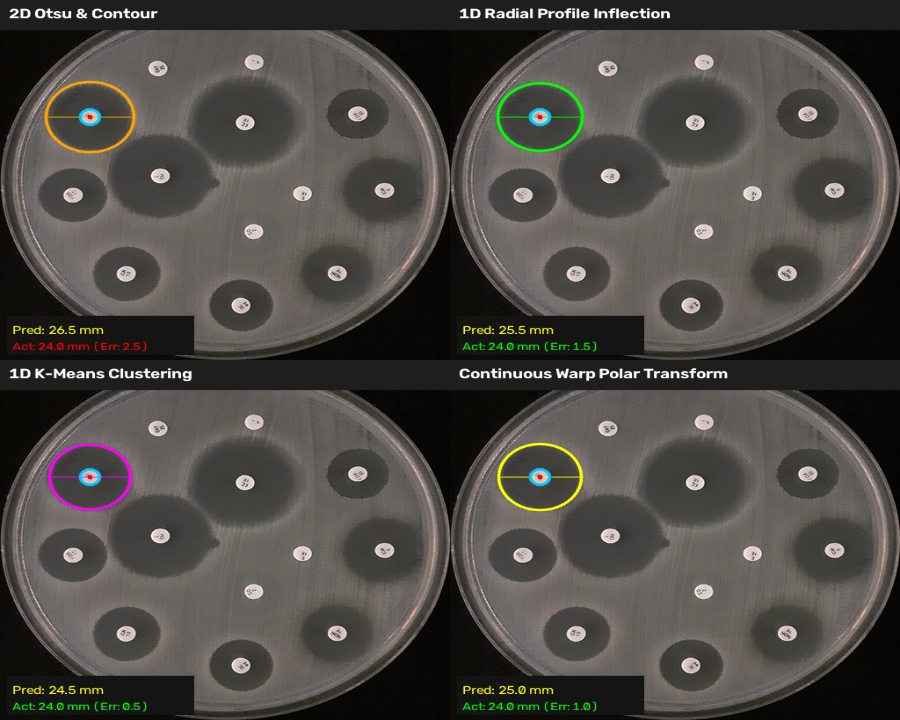 2D Otsu & Contour
1D Radial Profile Inflection
Pred: 26.5 mm
Act: 24.0 mm (Err: 2.5)
Pred: 25.5 mm
Act: 24.0 mm (Err: 1.5)
1D K-Means Clustering
Continuous Warp Polar Transform
Pred: 24.5 mm
Act: 24.0 mm (Err: 0.5)
Pred: 25.0 mm
Act: 24.0 mm (Err: 1.0)